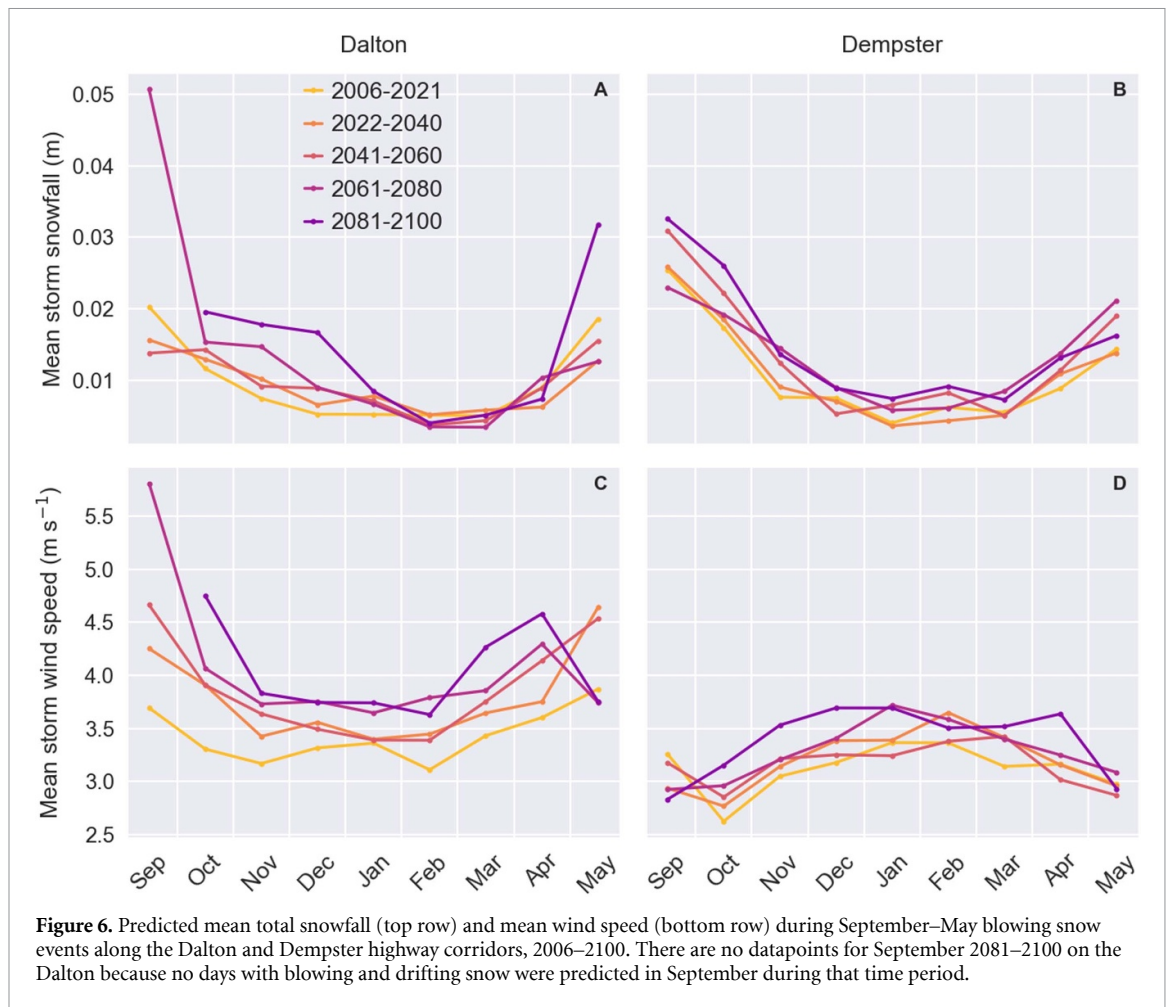 Dalton
Dempster
A
B
2006-2021
2022-2040
2041-2060
2061-2080
2081-2100
Mean storm snowfall (m)
0.05
0.04
0.03
0.02
0.01
C
D
Mean storm wind speed (m s⁻¹)
5.5
5.0
4.5
4.0
3.5
3.0
2.5
Sep Oct Nov Dec Jan Feb Mar Apr May
Sep Oct Nov Dec Jan Feb Mar Apr May
Figure 6. Predicted mean total snowfall (top row) and mean wind speed (bottom row) during September–May blowing snow
events along the Dalton and Dempster highway corridors, 2006–2100. There are no datapoints for September 2081–2100 on the
Dalton because no days with blowing and drifting snow were predicted in September during that time period.